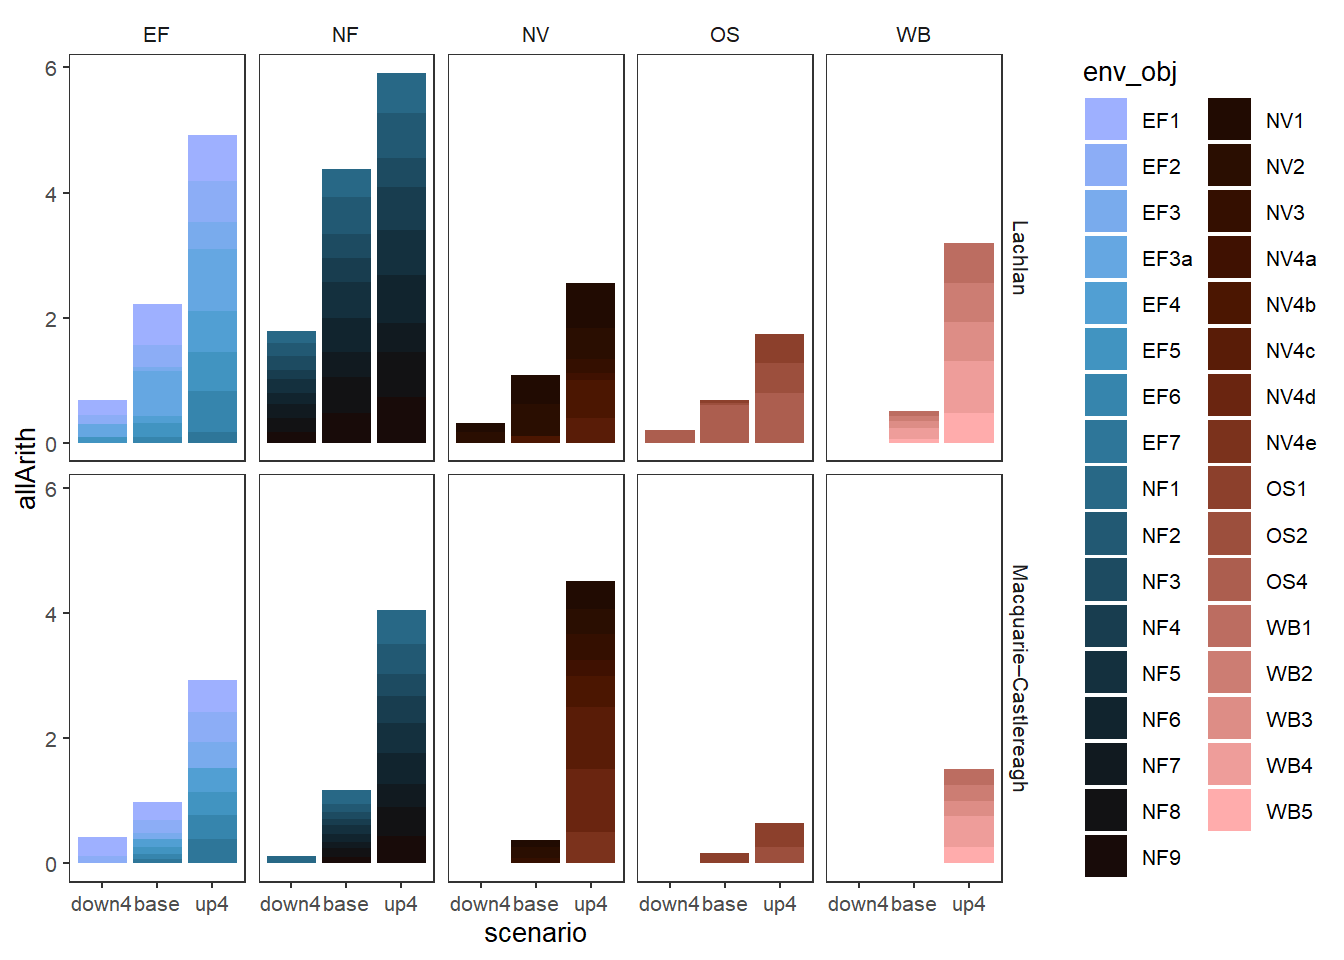 EF NF NV OS WB
6
4
2
0
Lachlan
6
4
2
0
Macquarie–Castlereagh
allArith
down4 base up4 down4 base up4 down4 base up4 down4 base up4 down4 base up4
scenario
env_obj
EF1
EF2
EF3
EF3a
EF4
EF5
EF6
EF7
NF1
NF2
NF3
NF4
NF5
NF6
NF7
NF8
NF9
NV1
NV2
NV3
NV4a
NV4b
NV4c
NV4d
NV4e
OS1
OS2
OS4
WB1
WB2
WB3
WB4
WB5